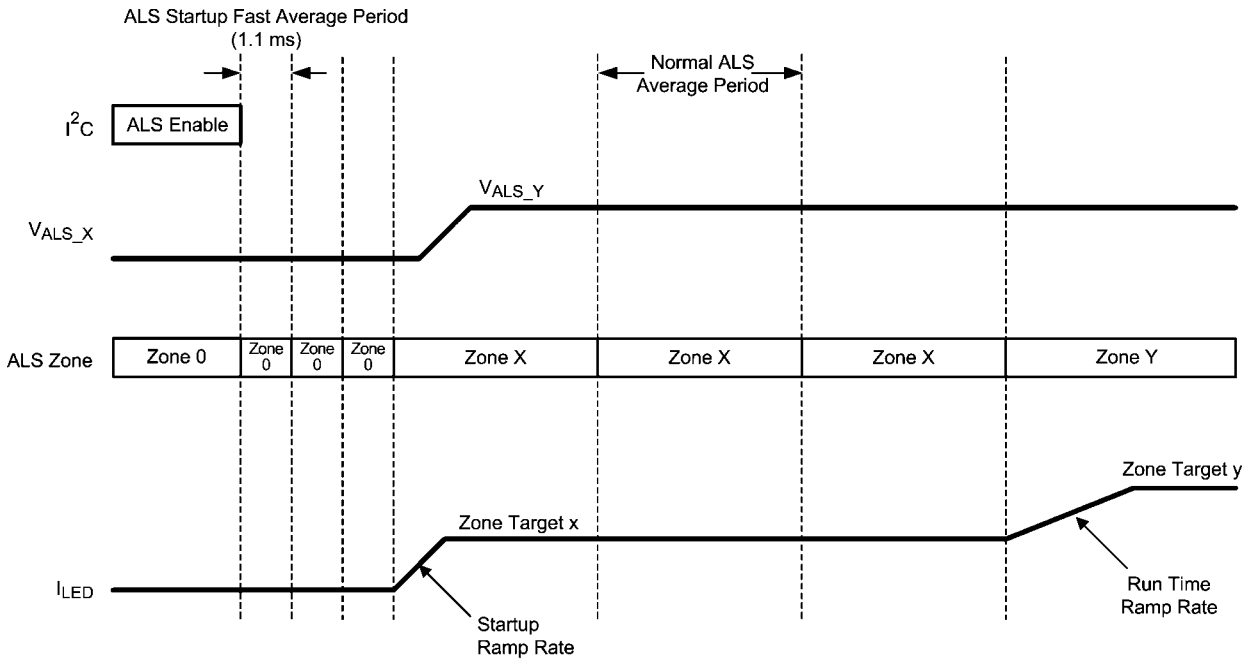 ALS Startup Fast Average Period
(1.1 ms)
Normal ALS
Average Period
I²C
ALS Enable
VALS_Y
VALS_X
ALS Zone
Zone 0
Zone
0
Zone
0
Zone
0
Zone X
Zone X
Zone X
Zone Y
Zone Target y
Zone Target x
ILED
Startup
Ramp Rate
Run Time
Ramp Rate